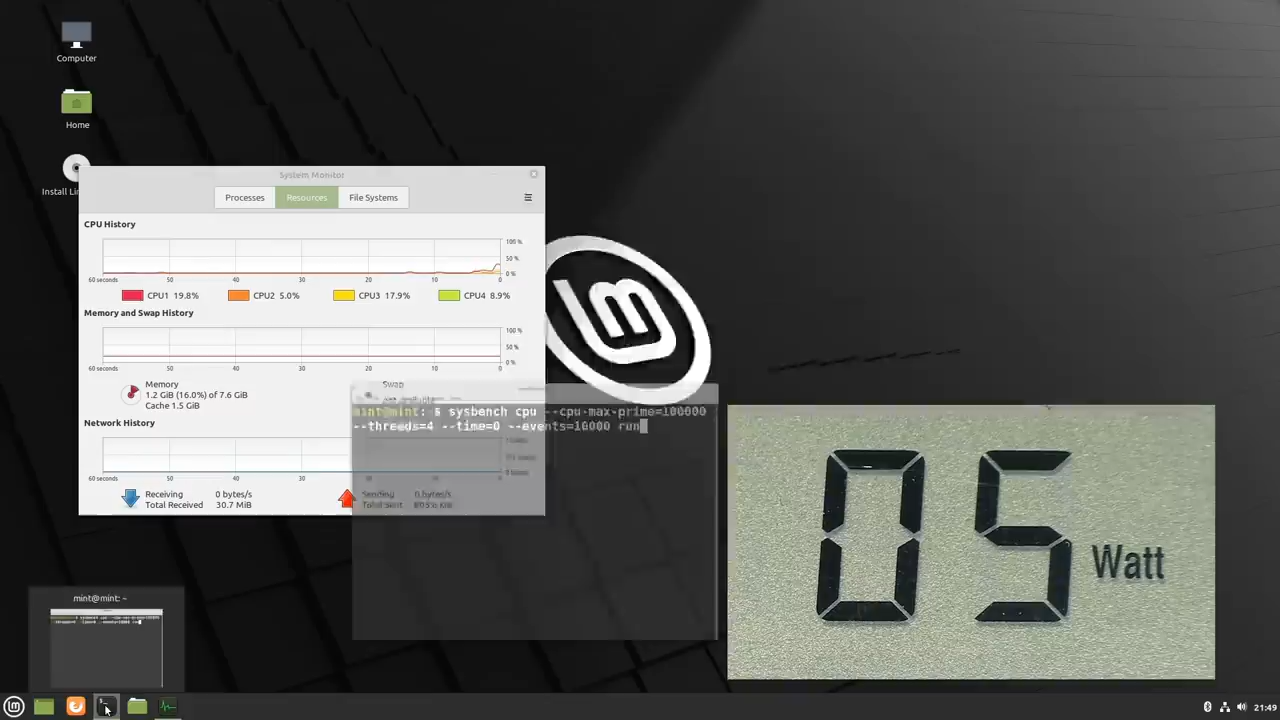 Computer
Home
Install
System Monitor
Processes
Resources
File Systems
CPU History
100 %
50 %
0 %
60 seconds 50 40 30 20 10 0
CPU1 19.8%
CPU2 5.0%
CPU3 17.9%
CPU4 8.9%
Memory and Swap History
100 %
50 %
0 %
60 seconds 50 40 30 20 10 0
Memory
1.2 GiB (16.0%) of 7.6 GiB
Cache 1.5 GiB
Swap
Network History
60 seconds 50 40 30
Receiving 0 bytes/s
Total Received 30.7 MiB
Sending 0 bytes/s
Total Sent
mint@mint: $ sysbench cpu --cpu-max-prime=100000
--threads=4 --time=0 --events=10000 run
05 Watt
mint@mint: ~
21:49